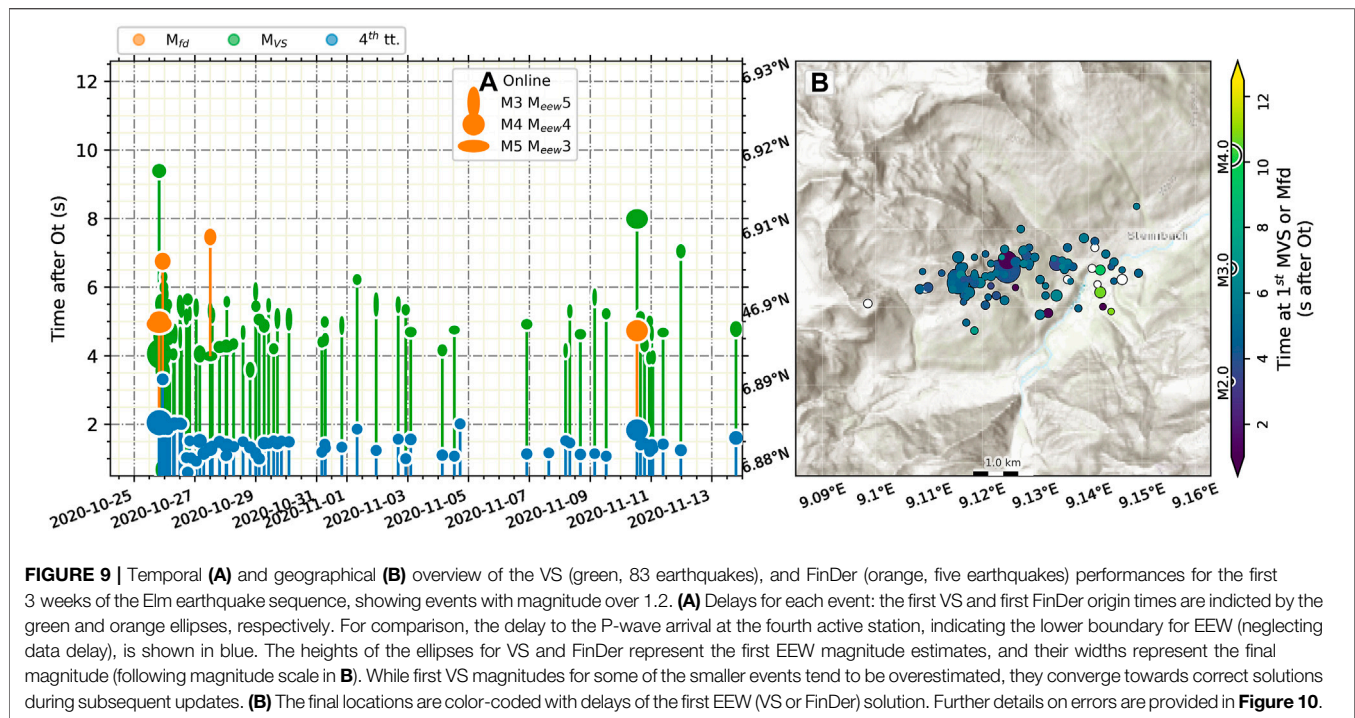 M_fd M_VS 4th tt.
A Online
M3 M_eew5
M4 M_eew4
M5 M_eew3
Time after Ot (s)
12
10
8
6
4
2
2020-10-25
2020-10-27
2020-10-29
2020-10-31
2020-11-01
2020-11-03
2020-11-05
2020-11-07
2020-11-09
2020-11-11
2020-11-13
B
6.93°N
6.92°N
6.91°N
46.9°N
6.89°N
6.88°N
1.0 km
9.09°E
9.1°E
9.11°E
9.12°E
9.13°E
9.14°E
9.15°E
9.16°E
M4.0
M3.0
M2.0
12
10
8
6
4
2
Time at 1st MVS or Mfd
(s after Ot)
FIGURE 9 | Temporal (A) and geographical (B) overview of the VS (green, 83 earthquakes), and FinDer (orange, five earthquakes) performances for the first
3 weeks of the Elm earthquake sequence, showing events with magnitude over 1.2. (A) Delays for each event: the first VS and first FinDer origin times are indicted by the
green and orange ellipses, respectively. For comparison, the delay to the P-wave arrival at the fourth active station, indicating the lower boundary for EEW (neglecting
data delay), is shown in blue. The heights of the ellipses for VS and FinDer represent the first EEW magnitude estimates, and their widths represent the final
magnitude (following magnitude scale in B). While first VS magnitudes for some of the smaller events tend to be overestimated, they converge towards correct solutions
during subsequent updates. (B) The final locations are color-coded with delays of the first EEW (VS or FinDer) solution. Further details on errors are provided in Figure 10.